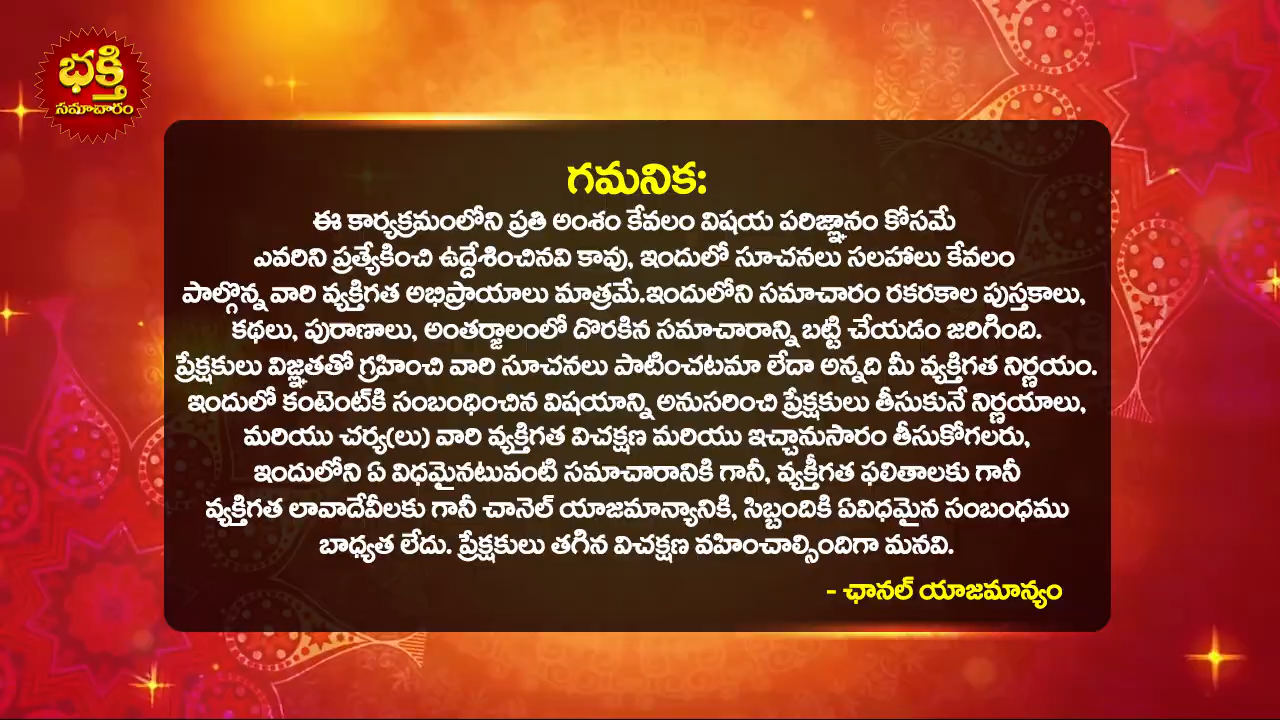 భక్తి
సమాచారం
గమనిక:
ఈ కార్యక్రమంలోని ప్రతి అంశం కేవలం విషయ పరిజ్ఞానం కోసమే
ఎవరిని ప్రత్యేకించి ఉద్దేశించినవి కావు, ఇందులో సూచనలు సలహాలు కేవలం
పాల్గొన్న వారి వ్యక్తిగత అభిప్రాయాలు మాత్రమే.ఇందులోని సమాచారం రకరకాల పుస్తకాలు,
కథలు, పురాణాలు, అంతర్జాలంలో దొరకిన సమాచారాన్ని బట్టి చేయడం జరిగింది.
ప్రేక్షకులు విజ్ఞతతో గ్రహించి వారి సూచనలు పాటించటమా లేదా అన్నది మీ వ్యక్తిగత నిర్ణయం.
ఇందులో కంటెంట్‌కి సంబంధించిన విషయాన్ని అనుసరించి ప్రేక్షకులు తీసుకునే నిర్ణయాలు,
మరియు చర్య(లు) వారి వ్యక్తిగత విచక్షణ మరియు ఇచ్చానుసారం తీసుకోగలరు,
ఇందులోని ఏ విధమైనటువంటి సమాచారానికి గానీ, వ్యక్తీగత ఫలితాలకు గానీ
వ్యక్తిగత లావాదేవీలకు గానీ చానెల్ యాజమాన్యానికి, సిబ్బందికి ఏవిధమైన సంబంధము
బాధ్యత లేదు. ప్రేక్షకులు తగిన విచక్షణ వహించాల్సిందిగా మనవి.
- ఛానల్ యాజమాన్యం